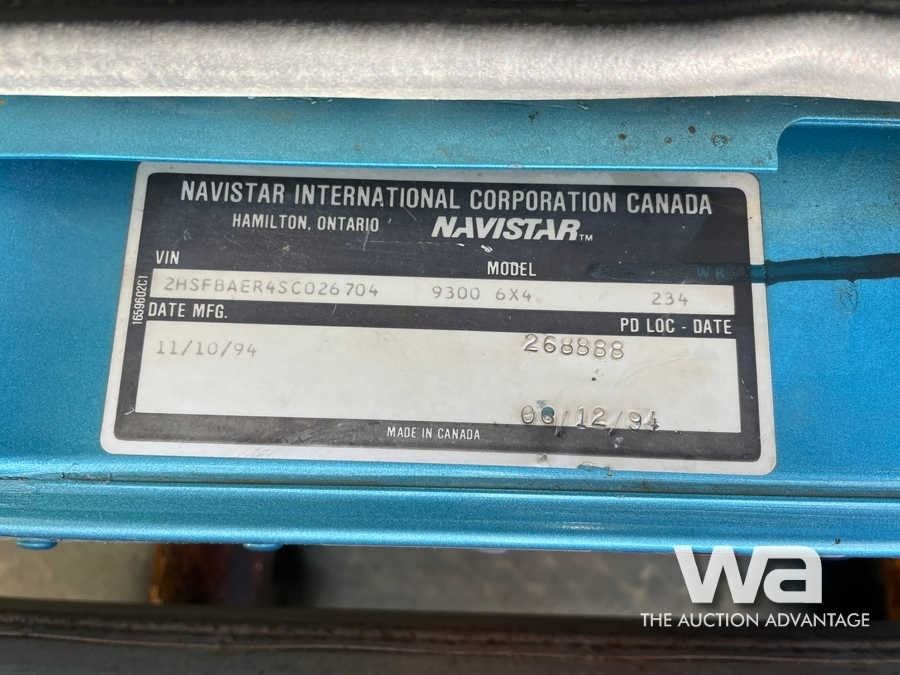 NAVISTAR INTERNATIONAL CORPORATION CANADA
HAMILTON, ONTARIO NAVISTAR™
VIN MODEL
2HSFBAER4SC026704 9300 6X4 234
1659602C1
DATE MFG. PD LOC - DATE
11/10/94 268888
/12/94
MADE IN CANADA
wa
THE AUCTION ADVANTAGE